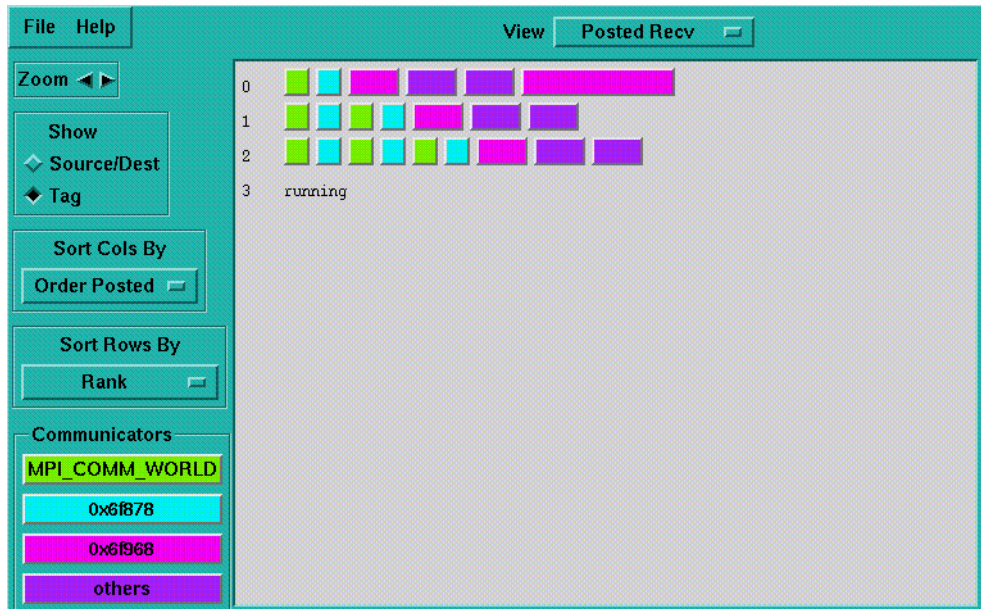 File Help
View Posted Recv
Zoom
Show
Source/Dest
Tag
Sort Cols By
Order Posted
Sort Rows By
Rank
Communicators
MPI_COMM_WORLD
0x6f878
0x6f968
others
0
1
2
3 running